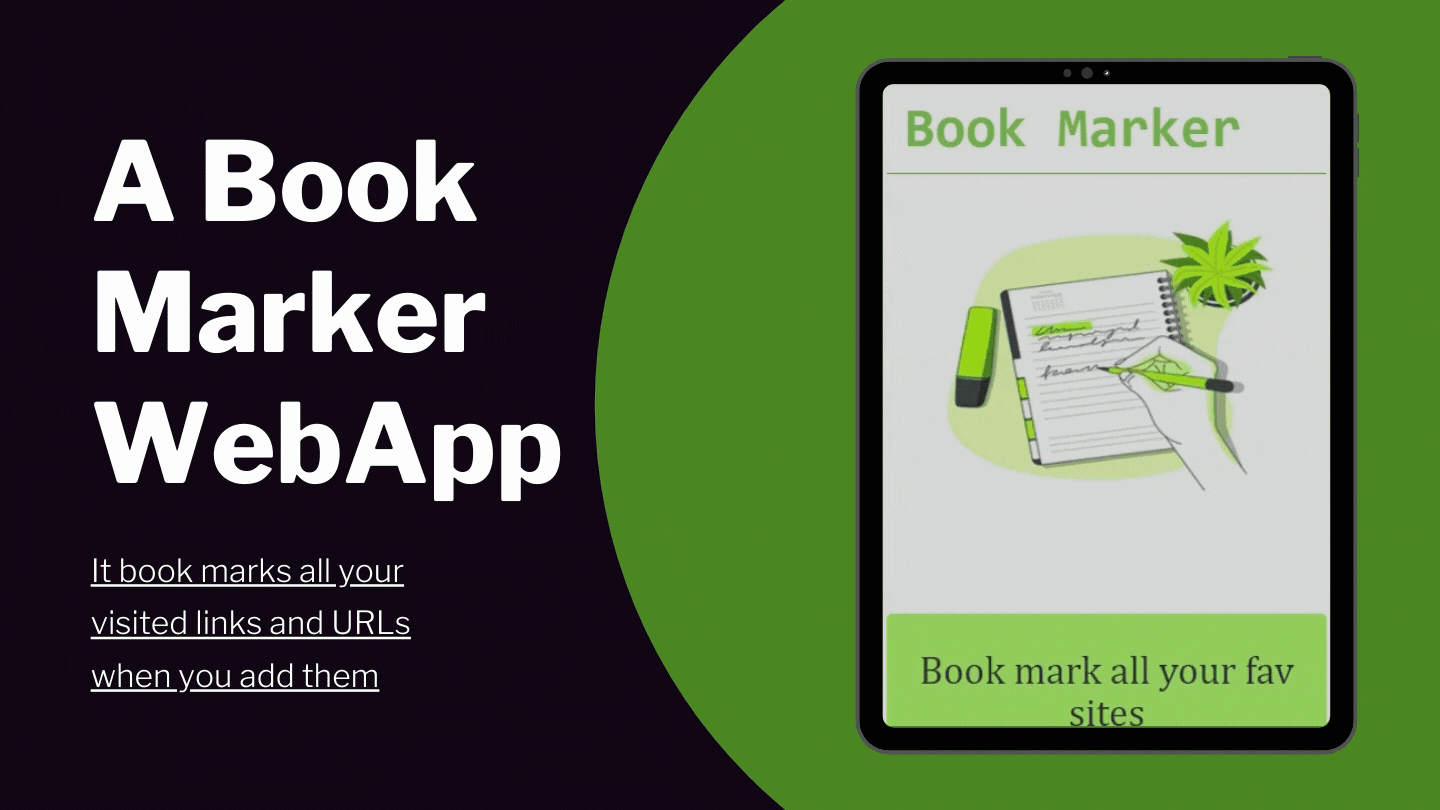 A Book
Marker
WebApp
It book marks all your
visited links and URLs
when you add them
Book Marker
Book mark all your fav
sites